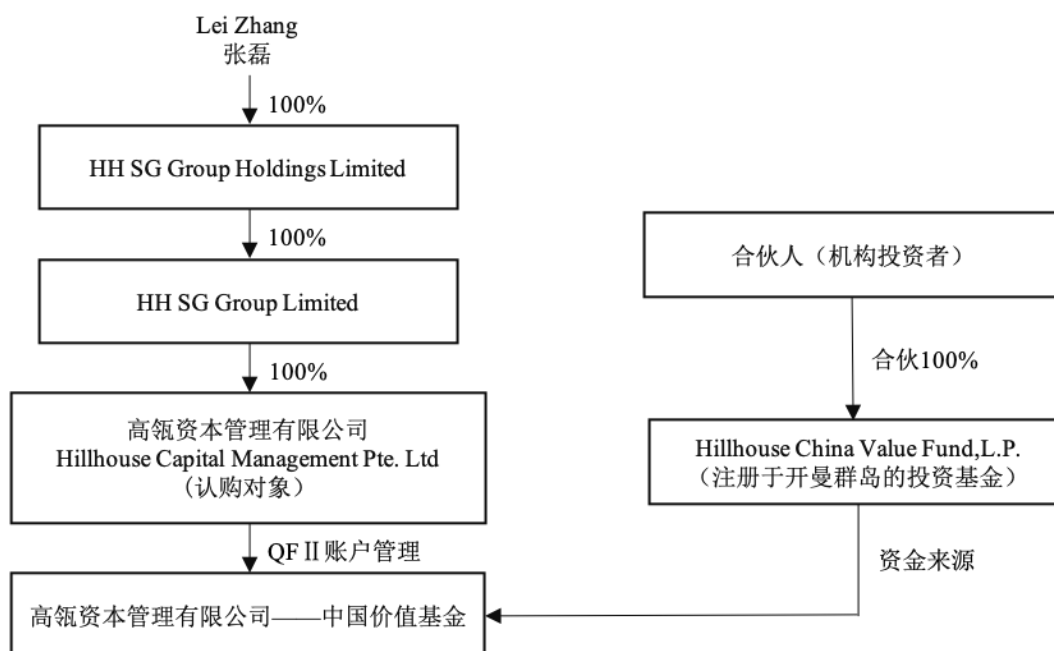 Lei Zhang
张磊
100%
HH SG Group Holdings Limited
100%
HH SG Group Limited
100%
高瓴资本管理有限公司
Hillhouse Capital Management Pte. Ltd
（认购对象）
QFⅡ账户管理
高瓴资本管理有限公司——中国价值基金
合伙人（机构投资者）
合伙100%
Hillhouse China Value Fund,L.P.
（注册于开曼群岛的投资基金）
资金来源